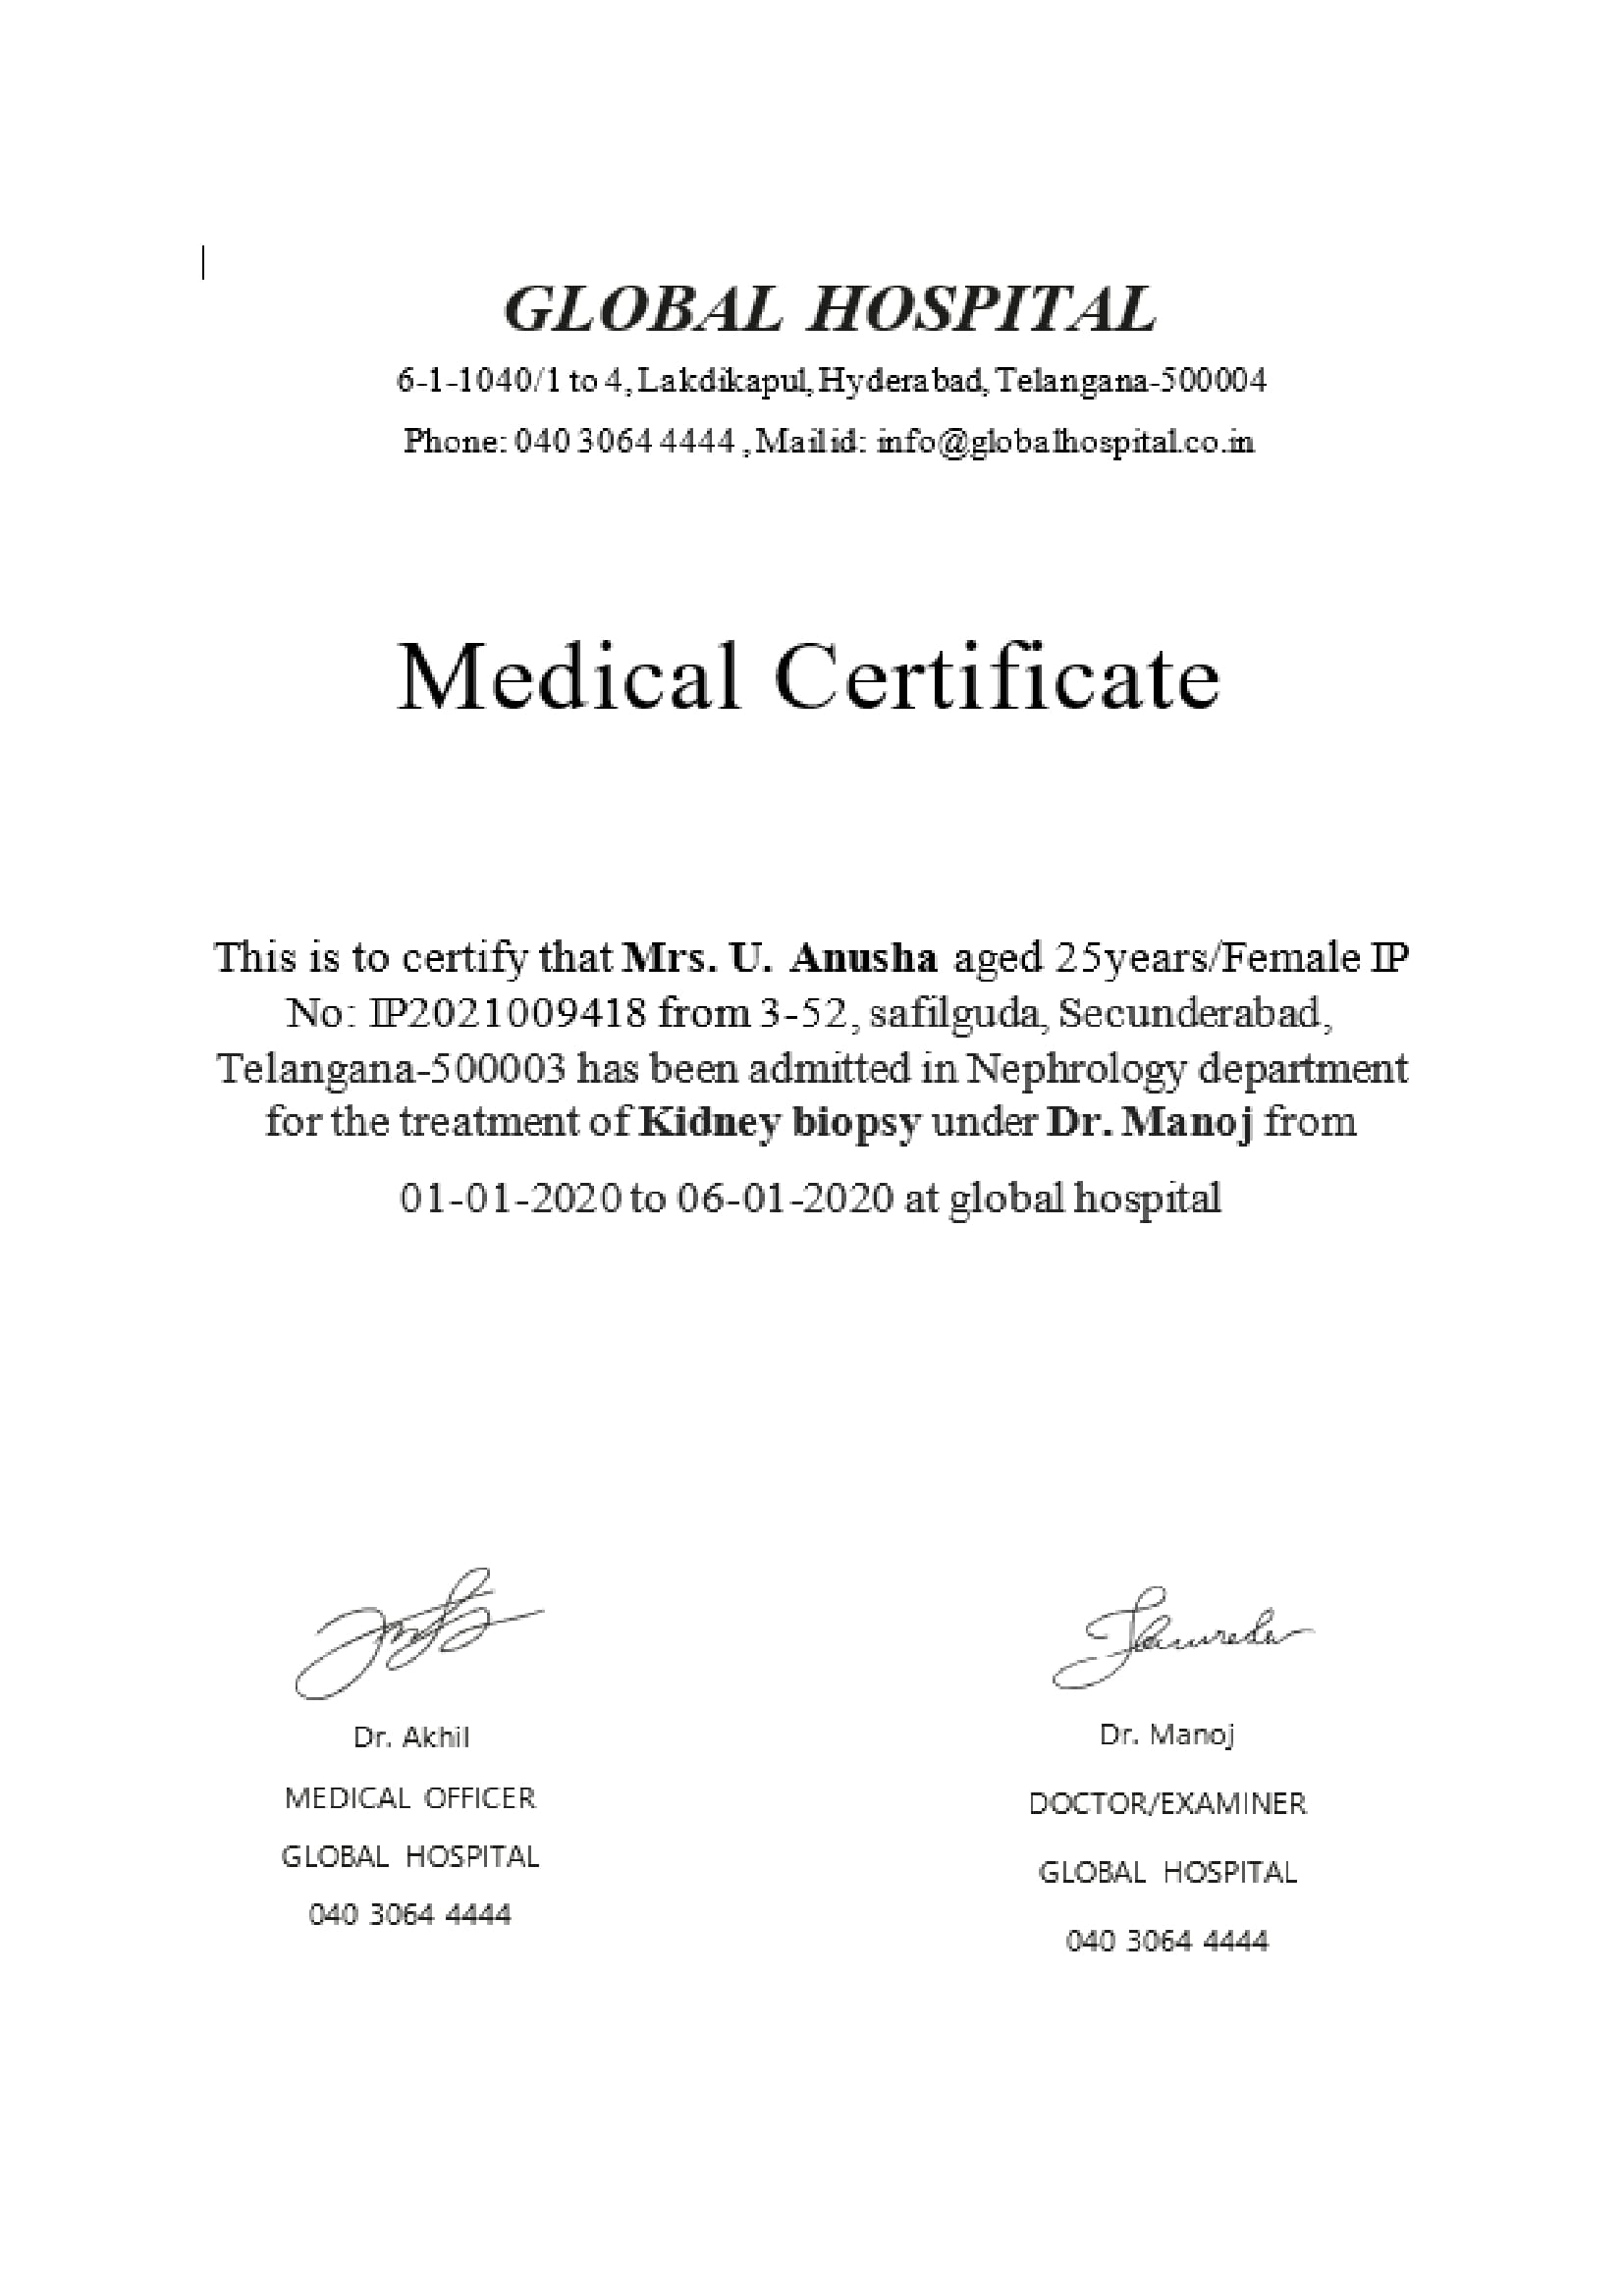 GLOBAL HOSPITAL
6-1-1040/1 to 4, Lakdikapul, Hyderabad, Telangana-500004
Phone: 040 3064 4444 , Mail id: info@globalhospital.co.in
Medical Certificate
This is to certify that Mrs. U. Anusha aged 25years/Female IP
No: IP2021009418 from 3-52, safilguda, Secunderabad,
Telangana-500003 has been admitted in Nephrology department
for the treatment of Kidney biopsy under Dr. Manoj from
01-01-2020 to 06-01-2020 at global hospital
Dr. Akhil
MEDICAL OFFICER
GLOBAL HOSPITAL
040 3064 4444
Dr. Manoj
DOCTOR/EXAMINER
GLOBAL HOSPITAL
040 3064 4444